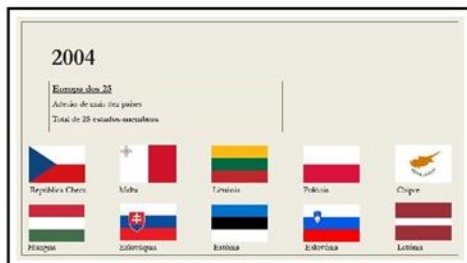 2004
Europa dos 25
Adesão de mais dez países
Total de 25 estados-membros
República Checa Malta Lituânia Polónia Chipre
Hungria Eslováquia Estónia Eslovénia Letónia